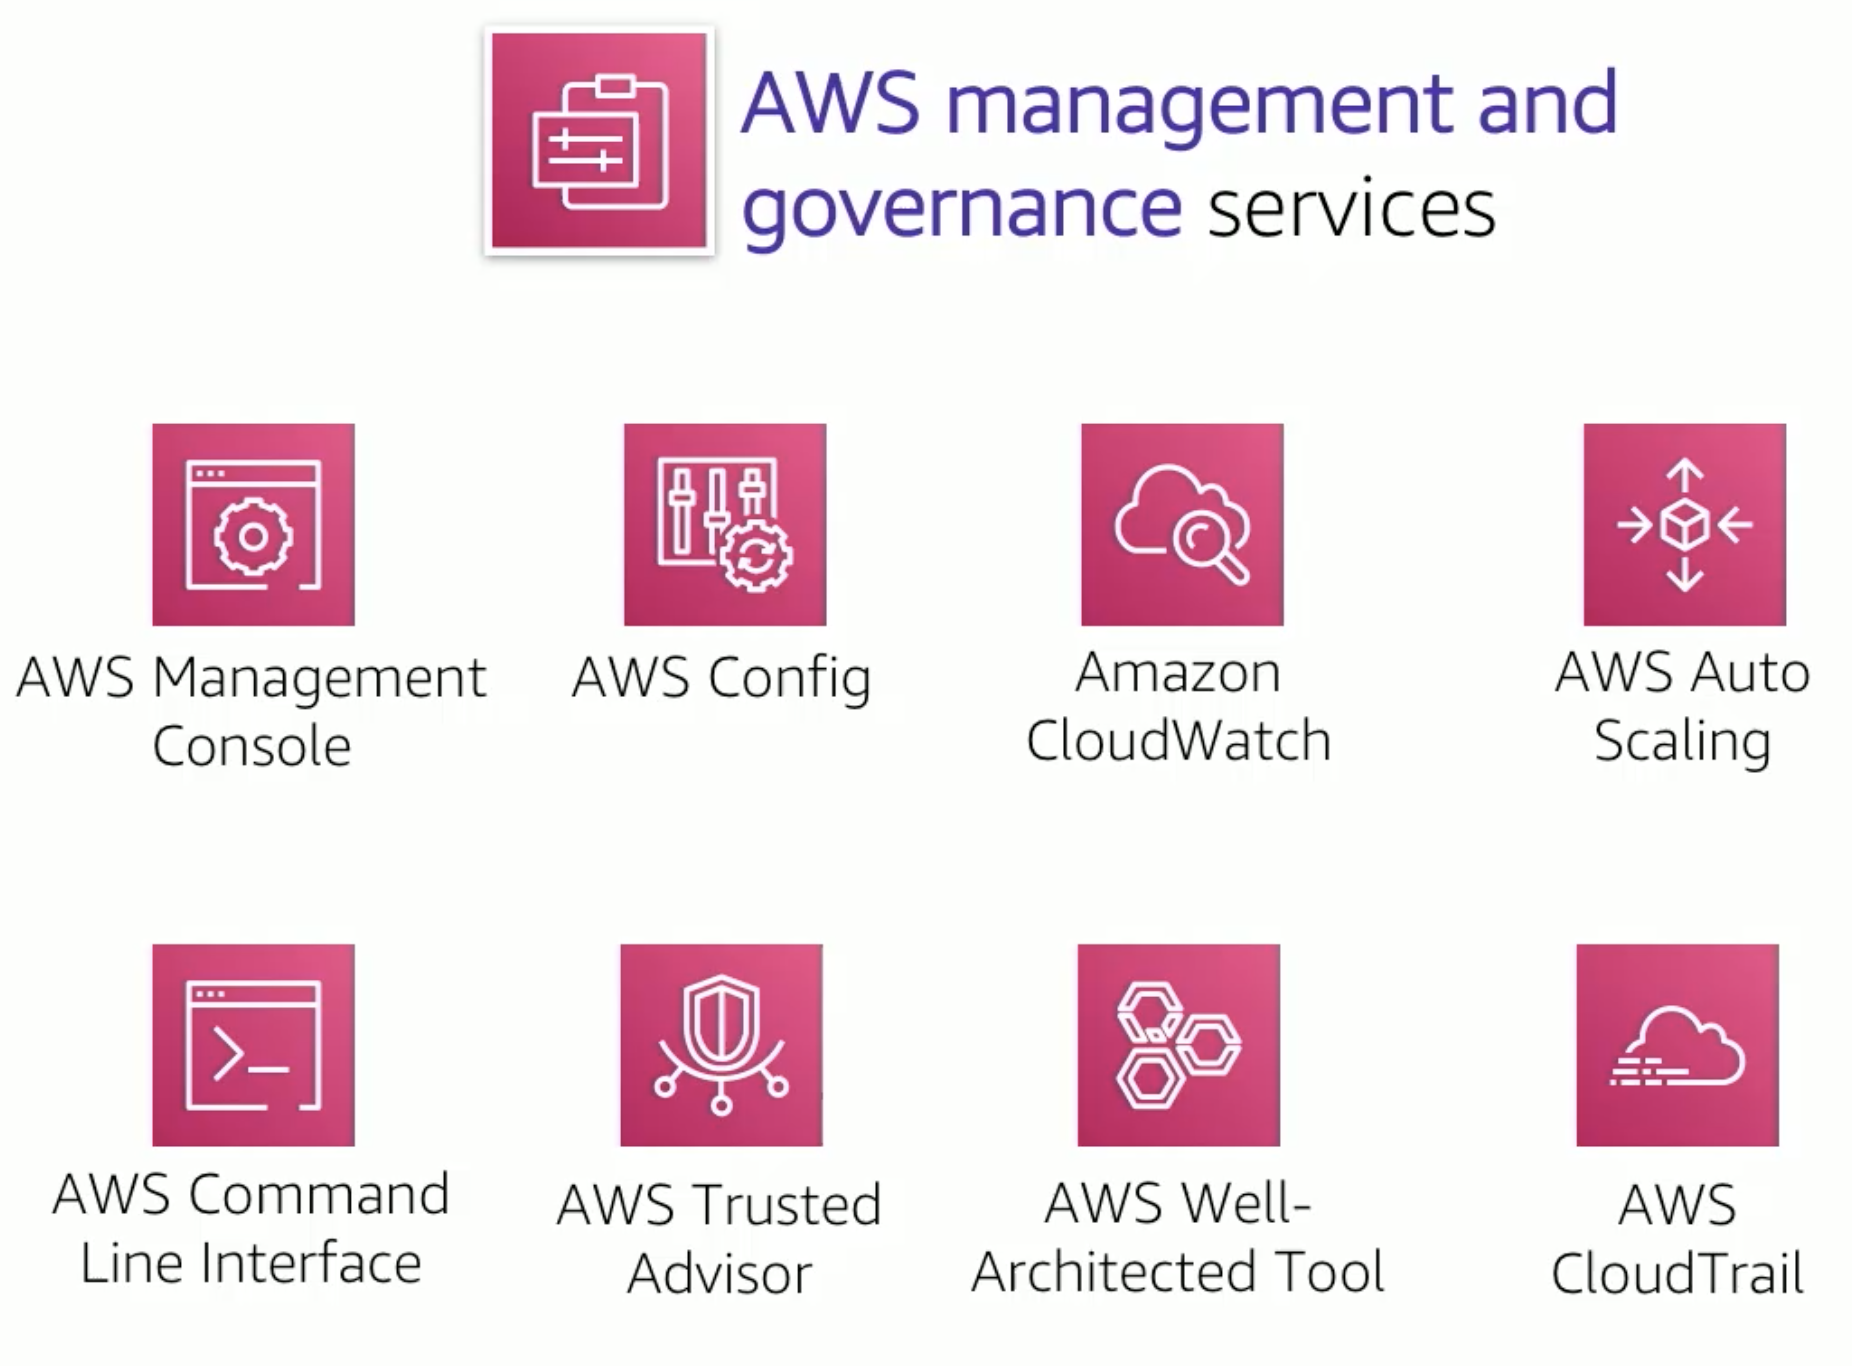 AWS management and
governance services
AWS Management
Console
AWS Config
Amazon
CloudWatch
AWS Auto
Scaling
AWS Command
Line Interface
AWS Trusted
Advisor
AWS Well-
Architected Tool
AWS
CloudTrail